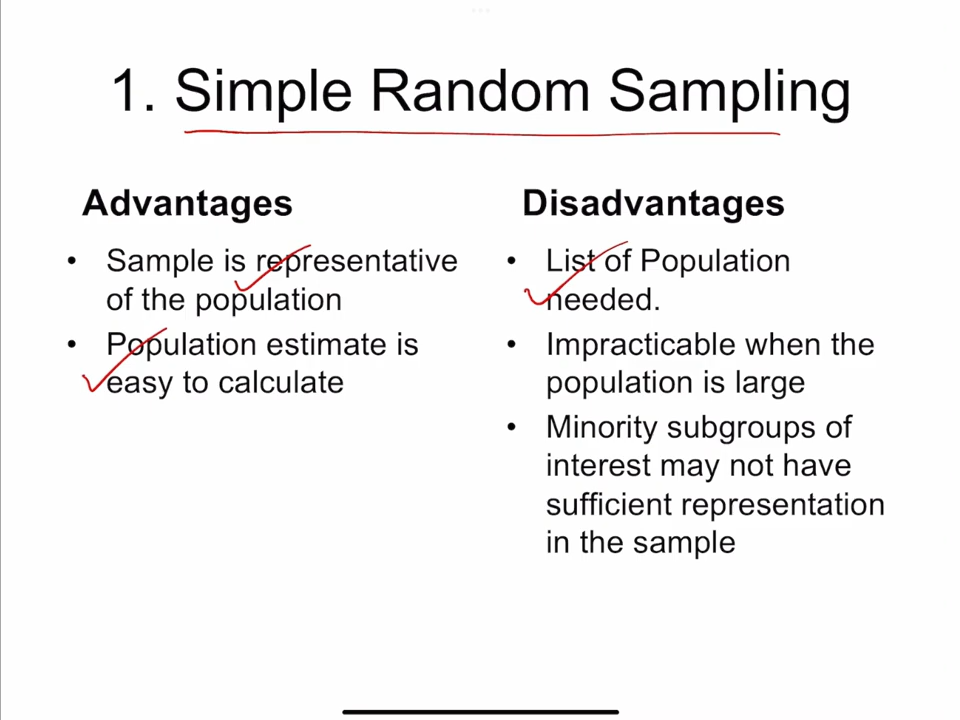 1. Simple Random Sampling
Advantages
• Sample is representative
of the population
• Population estimate is
easy to calculate
Disadvantages
• List of Population
needed.
• Impracticable when the
population is large
• Minority subgroups of
interest may not have
sufficient representation
in the sample